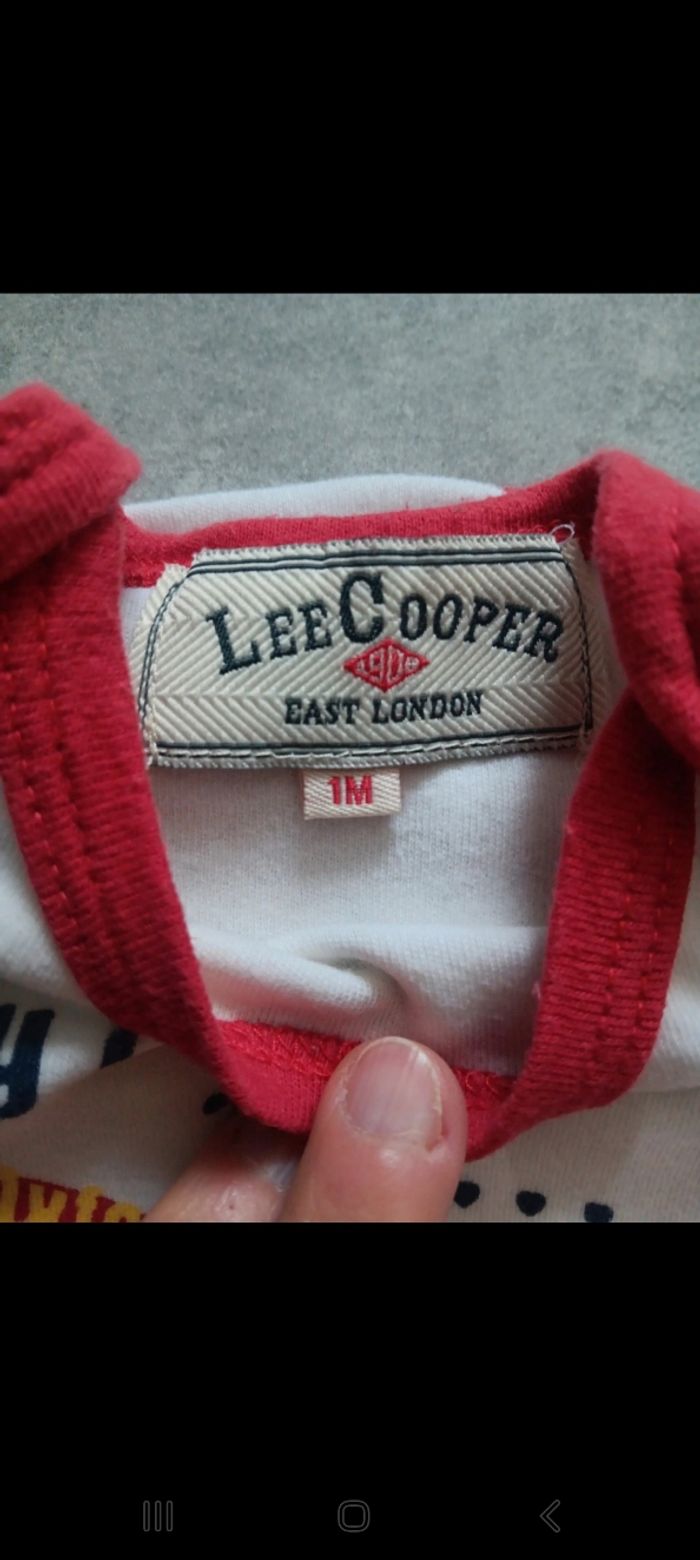 LEE COOPER
1908
EAST LONDON
1M